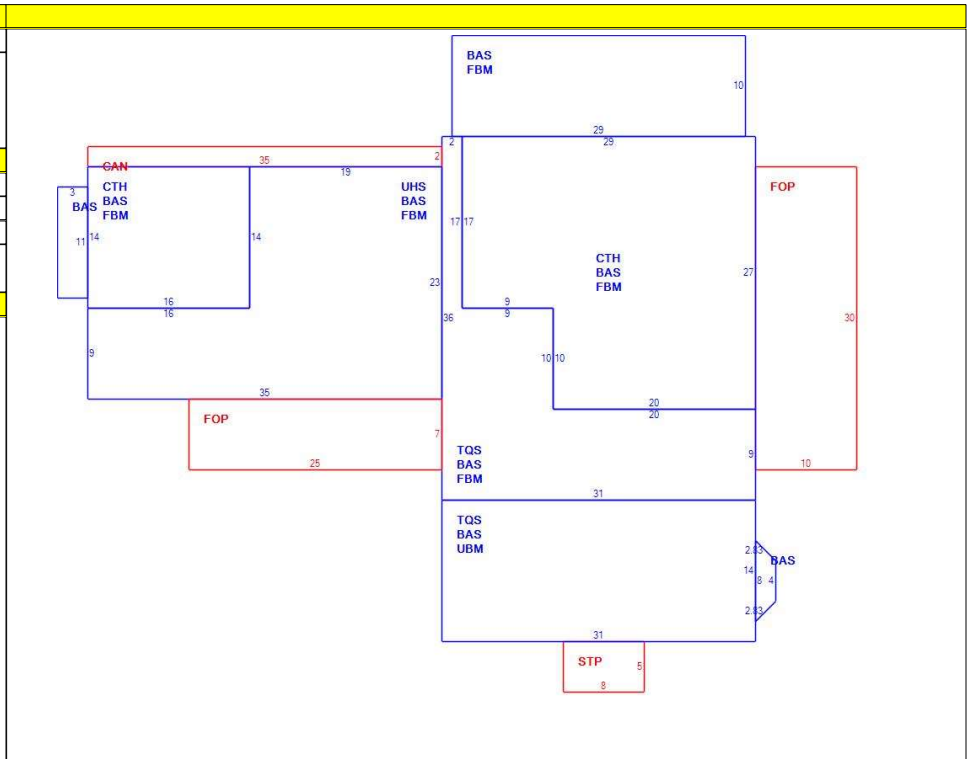 BAS
FBM
10
29
29
2
CAN
35
2
19
CTH
BAS
FBM
UHS
BAS
FBM
FOP
3
BAS
11
14
14
17
17
23
36
CTH
BAS
FBM
27
30
16
16
9
9
9
10
10
35
20
20
FOP
7
25
TQS
BAS
FBM
9
10
31
TQS
BAS
UBM
2.83
BAS
14
8
4
2.83
31
STP
5
8